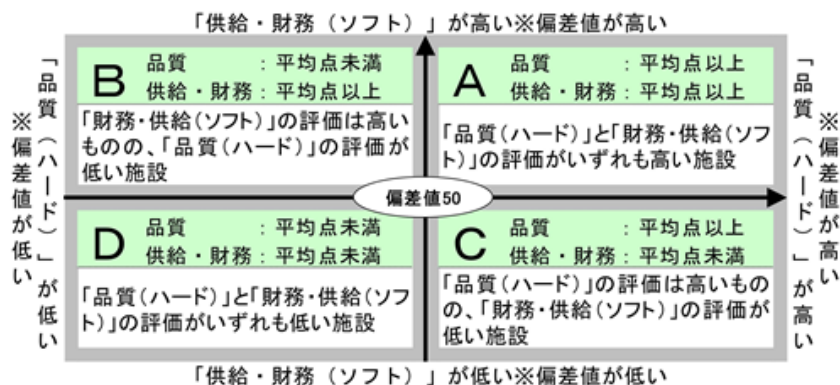 「供給・財務（ソフト）」が高い※偏差値が高い
「品質（ハード）」が低い
※偏差値が低い
B
品質　　　：平均点未満
供給・財務：平均点以上
「財務・供給（ソフト）」の評価は高い
ものの、「品質（ハード）」の評価が
低い施設
A
品質　　　：平均点以上
供給・財務：平均点以上
「品質（ハード）」と「財務・供給（ソフ
ト）」の評価がいずれも高い施設
偏差値50
D
品質　　　：平均点未満
供給・財務：平均点未満
「品質（ハード）」と「財務・供給（ソフ
ト）」の評価がいずれも低い施設
C
品質　　　：平均点以上
供給・財務：平均点未満
「品質（ハード）」の評価は高いもの
の、「財務・供給（ソフト）」の評価が
低い施設
「品質（ハード）」が高い
※偏差値が高い
「供給・財務（ソフト）」が低い※偏差値が低い